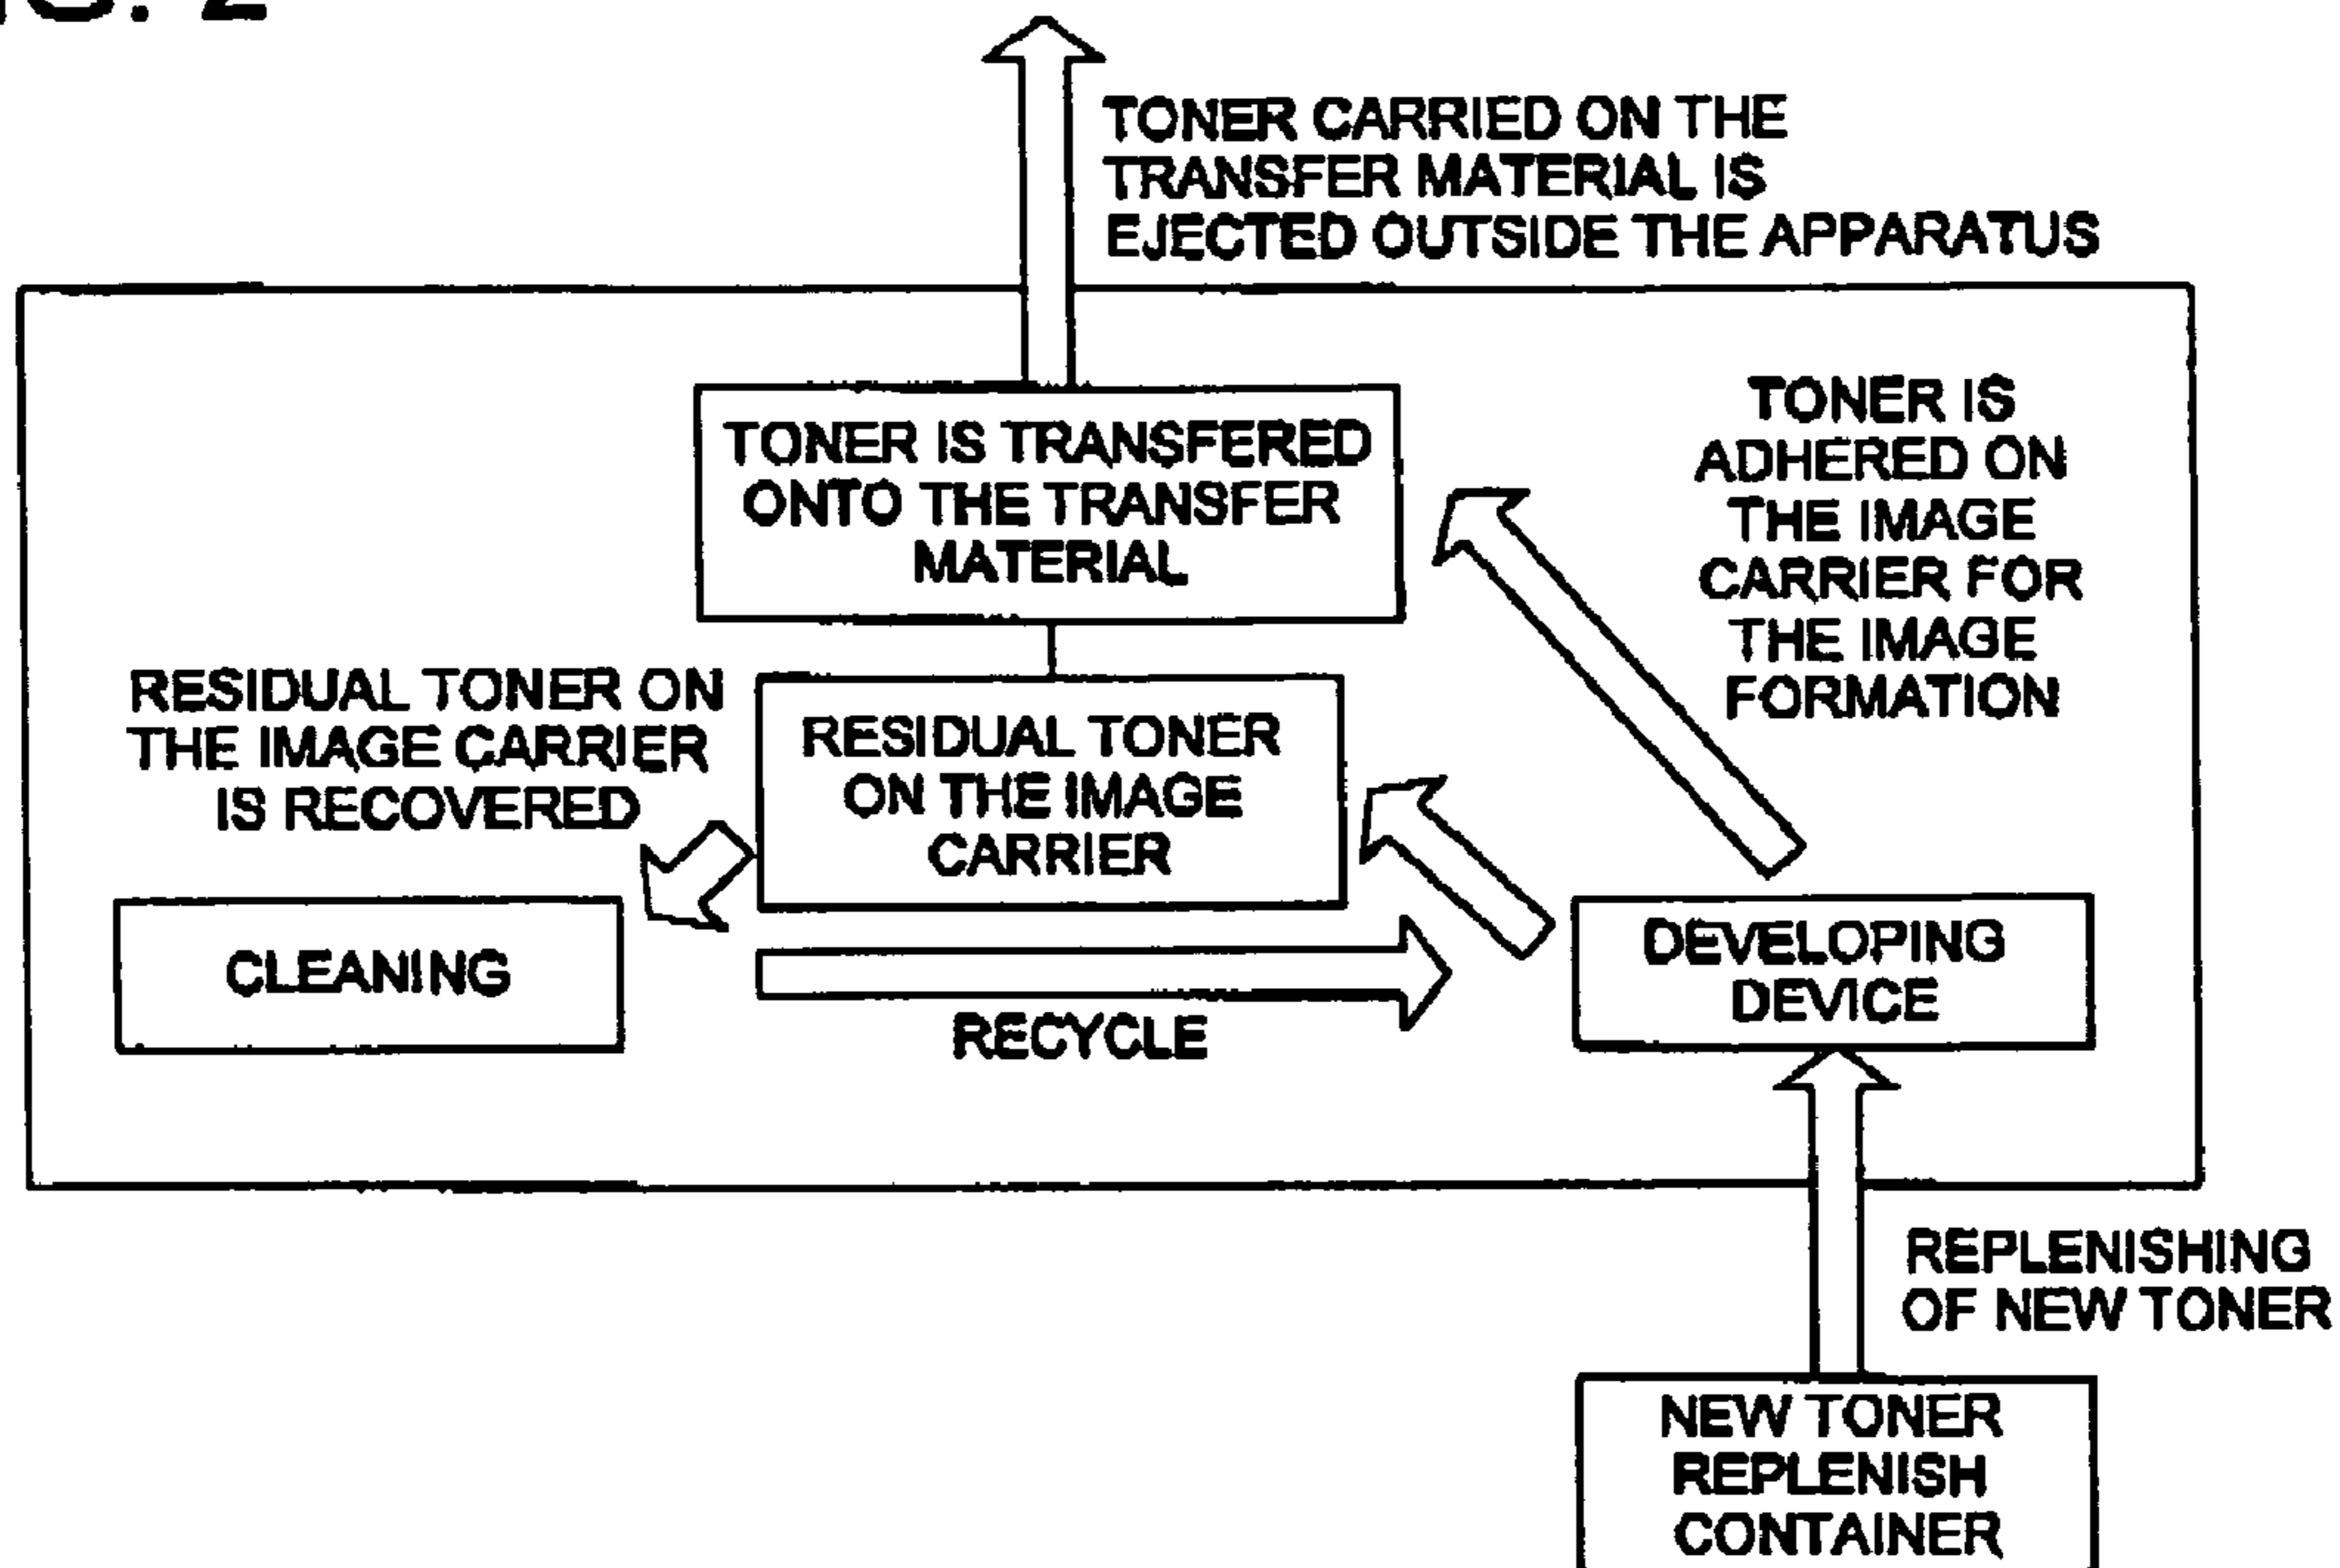 TONER CARRIED ON THE
TRANSFER MATERIAL IS
EJECTED OUTSIDE THE APPARATUS
TONER IS TRANSFERED
ONTO THE TRANSFER
MATERIAL
TONER IS
ADHERED ON
THE IMAGE
CARRIER FOR
THE IMAGE
FORMATION
RESIDUAL TONER ON
THE IMAGE CARRIER
IS RECOVERED
RESIDUAL TONER
ON THE IMAGE
CARRIER
CLEANING
RECYCLE
DEVELOPING
DEVICE
REPLENISHING
OF NEW TONER
NEW TONER
REPLENISH
CONTAINER